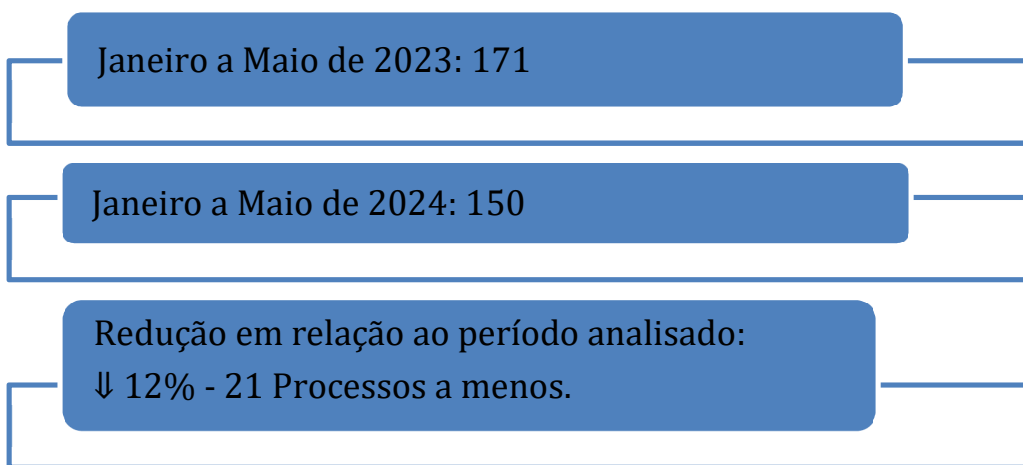 Janeiro a Maio de 2023: 171
Janeiro a Maio de 2024: 150
Redução em relação ao período analisado:
⇓ 12% - 21 Processos a menos.